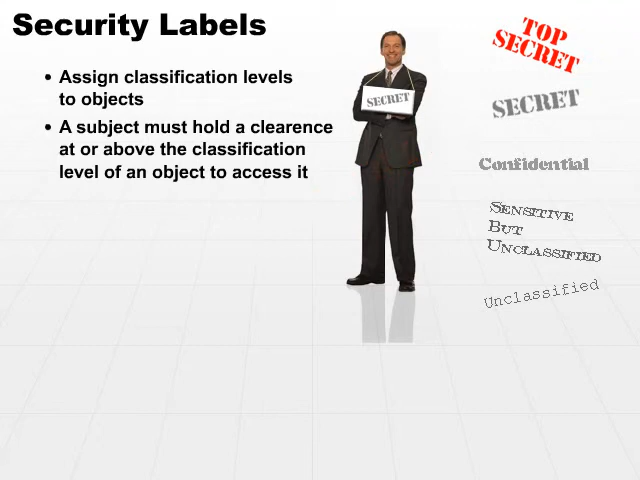 Security Labels
• Assign classification levels
to objects
• A subject must hold a clearence
at or above the classification
level of an object to access it
SECRET
TOP
SECRET
SECRET
Confidential
SENSITIVE
BUT
UNCLASSIFIED
Unclassified